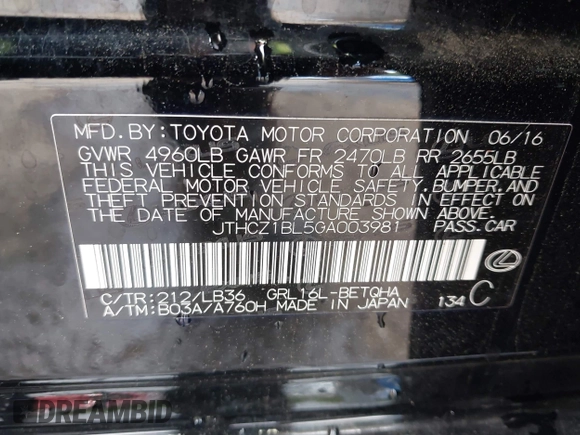 MFD. BY: TOYOTA MOTOR CORPORATION 06/16
GVWR 4960LB GAWR FR 2470LB RR 2655LB
THIS VEHICLE CONFORMS TO ALL APPLICABLE
FEDERAL MOTOR VEHICLE SAFETY, BUMPER, AND
THEFT PREVENTION STANDARDS IN EFFECT ON
THE DATE OF MANUFACTURE SHOWN ABOVE.
JTHCZ1BL5GA003981 PASS. CAR
C/TR: 212/LB36 GRL16L-BETQHA
A/TM: B03A/A760H MADE IN JAPAN 134 C
DREAMBID